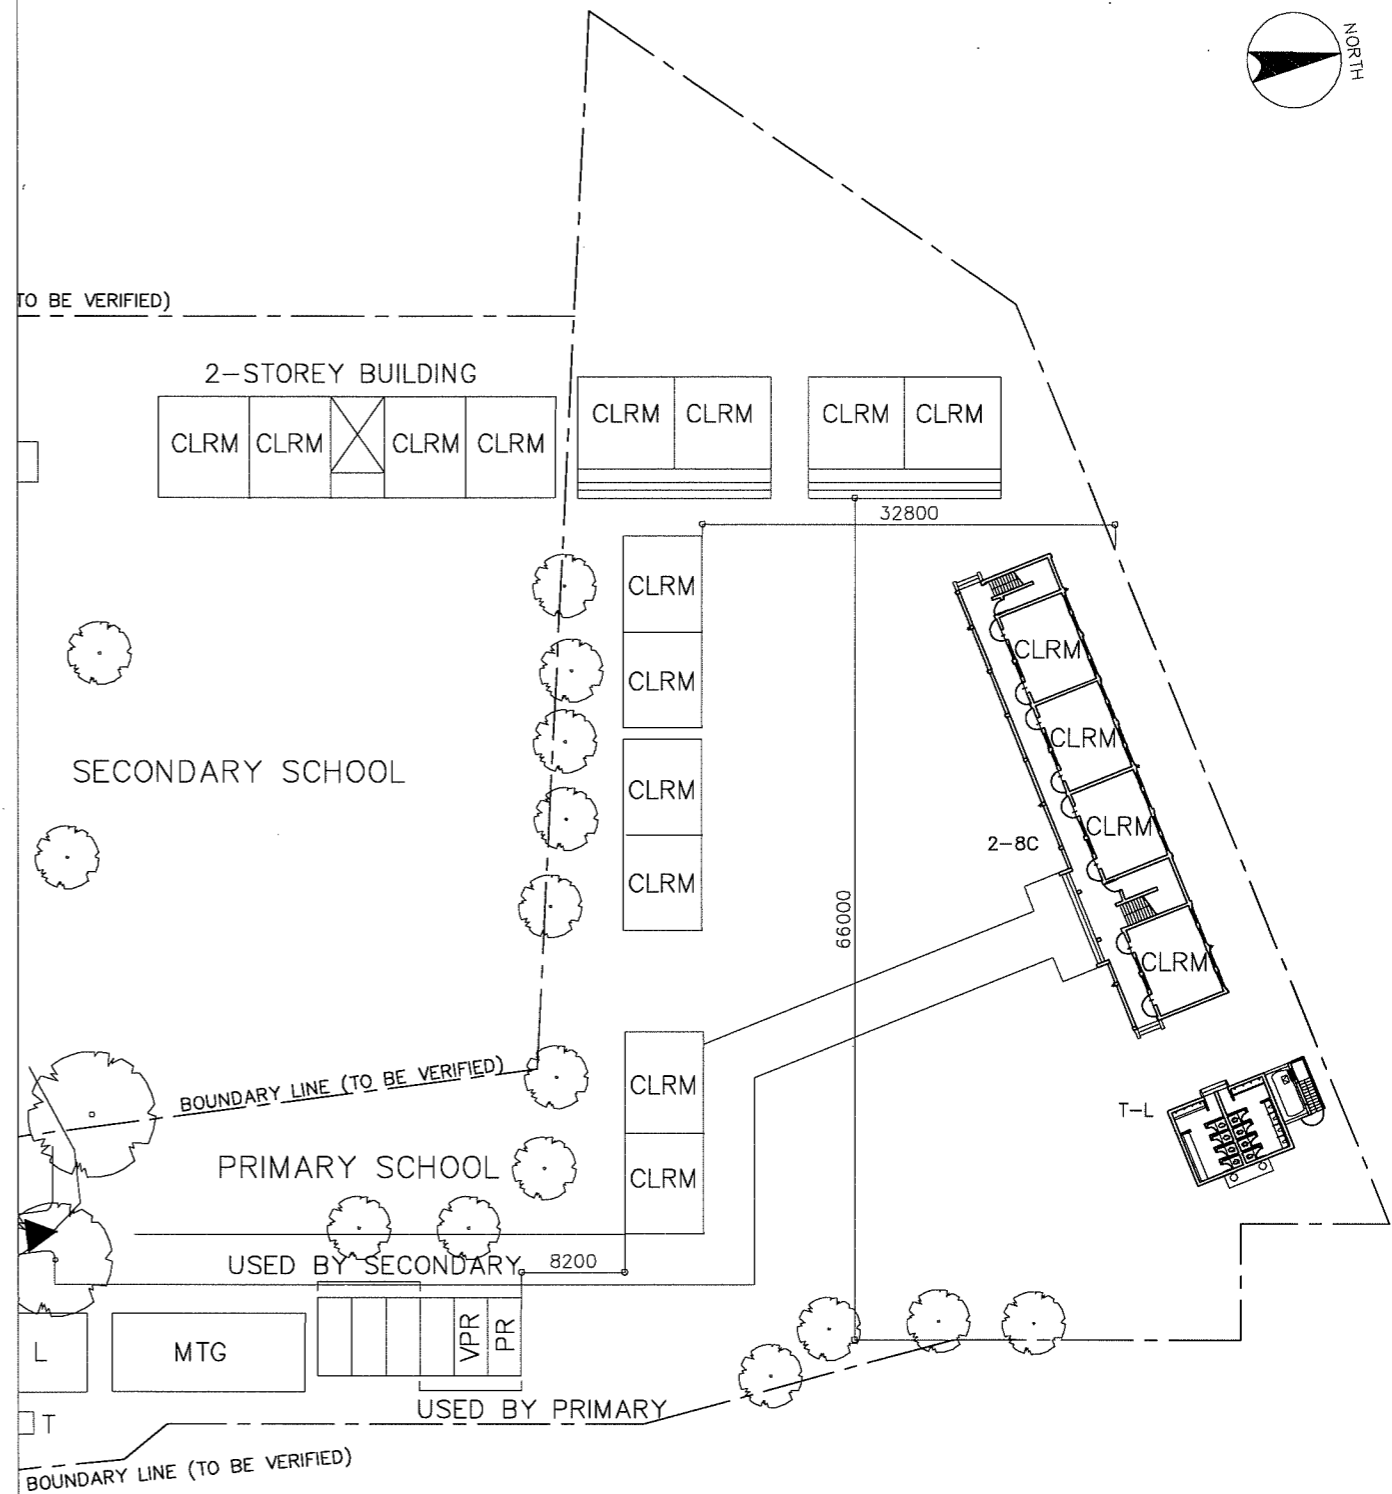 NORTH
TO BE VERIFIED)
2-STOREY BUILDING
CLRM CLRM CLRM CLRM
CLRM CLRM
CLRM CLRM
32800
CLRM
CLRM
CLRM
CLRM
SECONDARY SCHOOL
CLRM
CLRM
CLRM
CLRM
2-8C
66000
BOUNDARY LINE (TO BE VERIFIED)
CLRM
CLRM
T-L
PRIMARY SCHOOL
USED BY SECONDARY
8200
L
MTG
VPR
PR
USED BY PRIMARY
T
BOUNDARY LINE (TO BE VERIFIED)